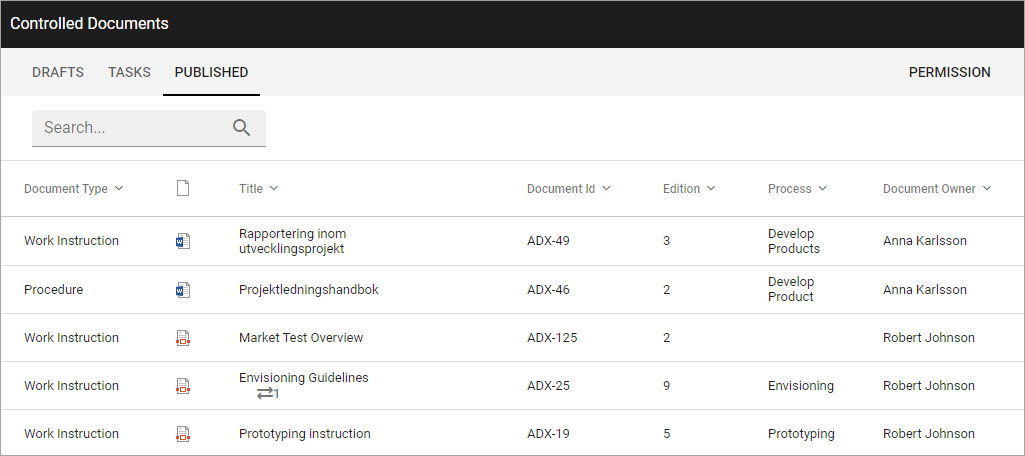 Controlled Documents
DRAFTS TASKS PUBLISHED PERMISSION
Search...
Document Type Title Document Id Edition Process Document Owner
Work Instruction Rapportering inom utvecklingsprojekt ADX-49 3 Develop Products Anna Karlsson
Procedure Projektledningshandbok ADX-46 2 Develop Product Anna Karlsson
Work Instruction Market Test Overview ADX-125 2 Robert Johnson
Work Instruction Envisioning Guidelines 1 ADX-25 9 Envisioning Robert Johnson
Work Instruction Prototyping instruction ADX-19 5 Prototyping Robert Johnson